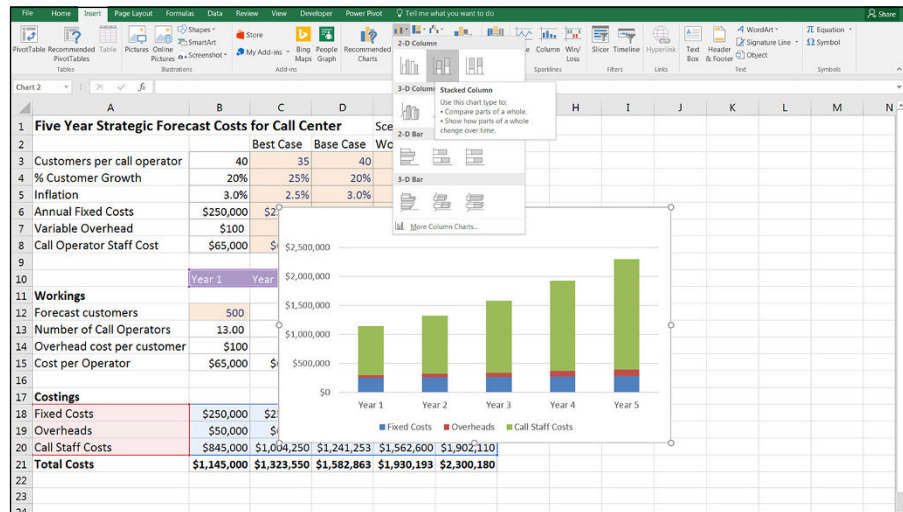 File Home Insert Page Layout Formulas Data Review View Developer Power Pivot Tell me what you want to do Share
PivotTable Recommended PivotTables Table
Pictures Online Pictures Shapes SmartArt Screenshot
Store My Add-ins Bing Maps People Graph
Recommended Charts
Column Win/Loss
Slicer Timeline
Hyperlink
Text Box Header & Footer WordArt Signature Line Object
Equation Symbol
Tables Illustrations Add-ins Sparklines Filters Links Text Symbols
2-D Column
3-D Colum
2-D Bar
3-D Bar
More Column Charts...
Stacked Column
Use this chart type to:
• Compare parts of a whole.
• Show how parts of a whole
change over time.
Chart 2 fx
A B C D H I J K L M N
1 Five Year Strategic Forecast Costs for Call Center Sce
2 Best Case Base Case Wo
3 Customers per call operator 40 35 40
4 % Customer Growth 20% 25% 20%
5 Inflation 3.0% 2.5% 3.0%
6 Annual Fixed Costs $250,000
7 Variable Overhead $100
8 Call Operator Staff Cost $65,000
9
10 Year 1 Year
11 Workings
12 Forecast customers 500
13 Number of Call Operators 13.00
14 Overhead cost per customer $100
15 Cost per Operator $65,000
16
17 Costings
18 Fixed Costs $250,000
19 Overheads $50,000
20 Call Staff Costs $845,000 $1,004,250 $1,241,253 $1,562,600 $1,902,110
21 Total Costs $1,145,000 $1,323,550 $1,582,863 $1,930,193 $2,300,180
22
23
24
$2,500,000
$2,000,000
$1,500,000
$1,000,000
$500,000
$0
Year 1 Year 2 Year 3 Year 4 Year 5
Fixed Costs Overheads Call Staff Costs